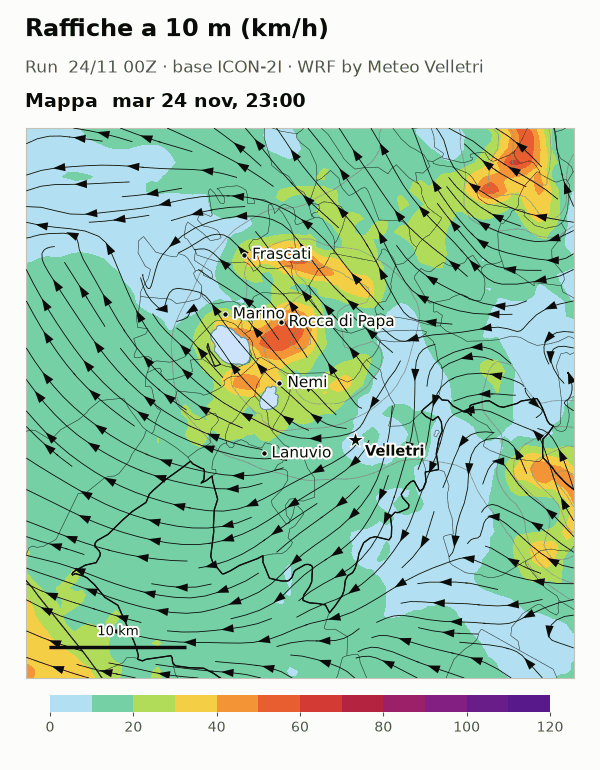 Raffiche a 10 m (km/h)
Run  24/11 00Z · base ICON-2I · WRF by Meteo Velletri
Mappa  mar 24 nov, 23:00
Frascati
Marino
Rocca di Papa
Nemi
Lanuvio
Velletri
10 km
0 20 40 60 80 100 120